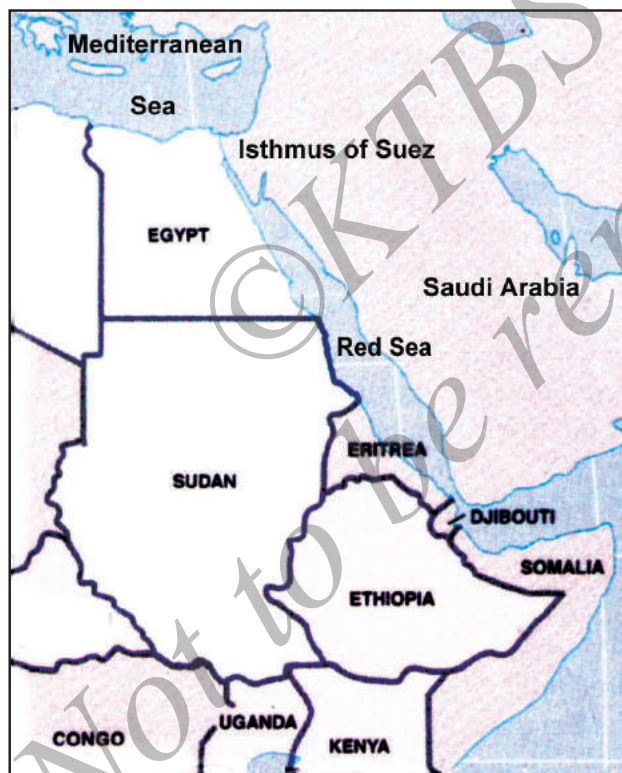 Mediterranean
Sea
Isthmus of Suez
EGYPT
Saudi Arabia
Red Sea
ERITREA
SUDAN
DJIBOUTI
SOMALIA
ETHIOPIA
UGANDA
CONGO
KENYA
©KTBS
Not to be re